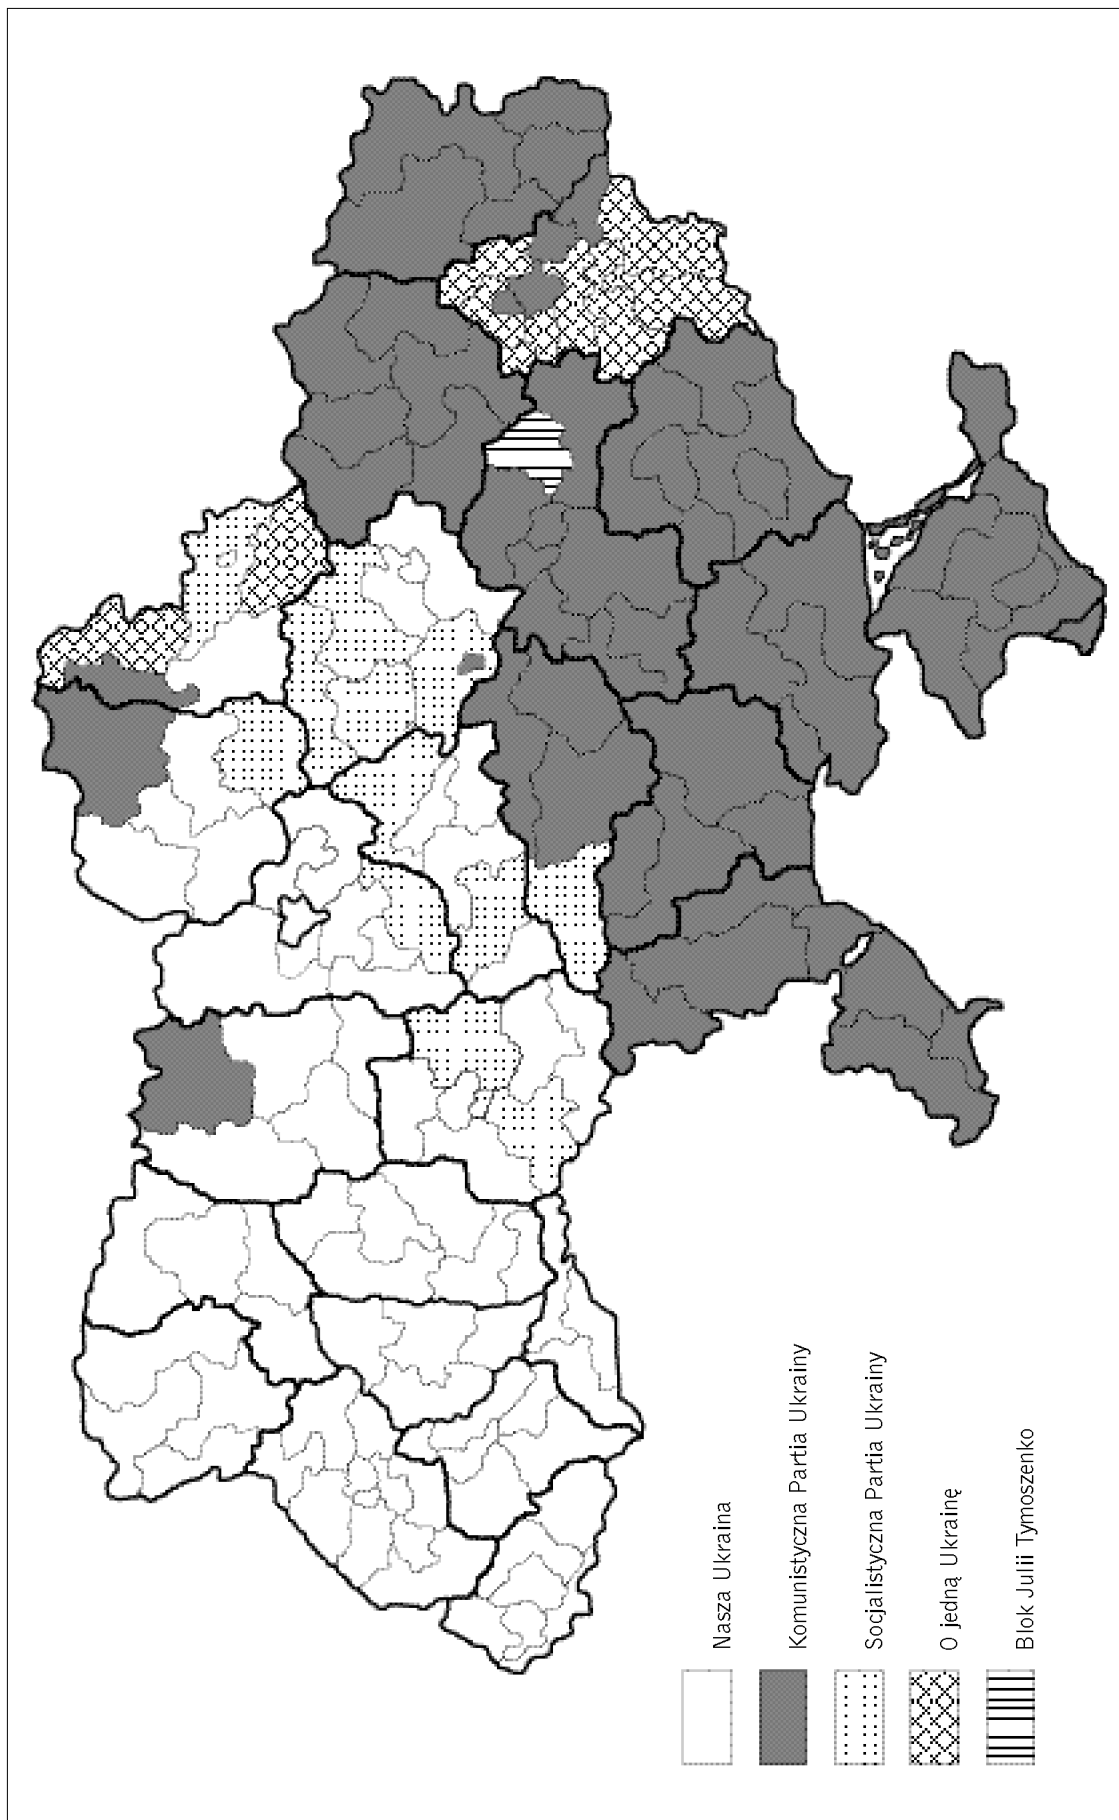 Nasza Ukraina
Komunistyczna Partia Ukrainy
Socjalistyczna Partia Ukrainy
O jedną Ukrainę
Blok Julii Tymoszenko